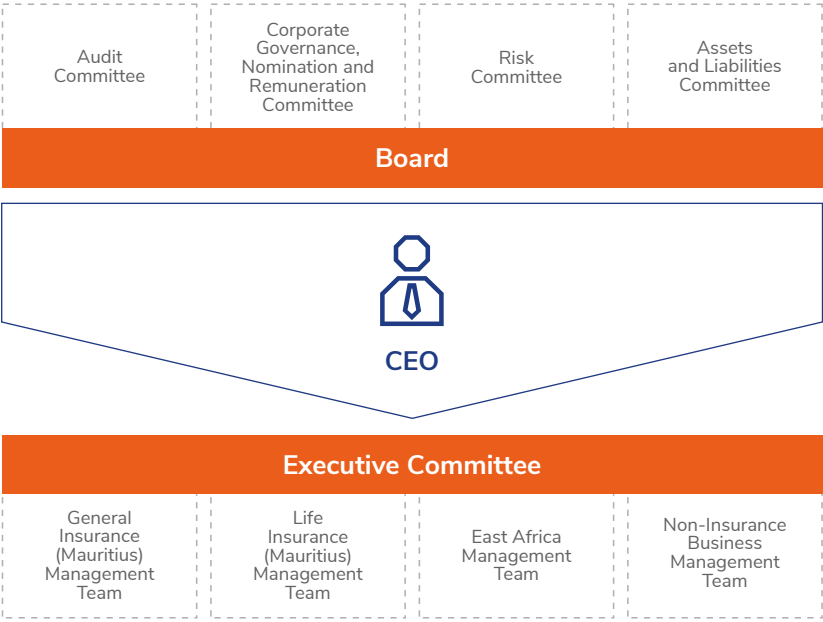 Audit
Committee
Corporate
Governance,
Nomination and
Remuneration
Committee
Risk
Committee
Assets
and Liabilities
Committee
Board
CEO
Executive Committee
General
Insurance
(Mauritius)
Management
Team
Life
Insurance
(Mauritius)
Management
Team
East Africa
Management
Team
Non-Insurance
Business
Management
Team